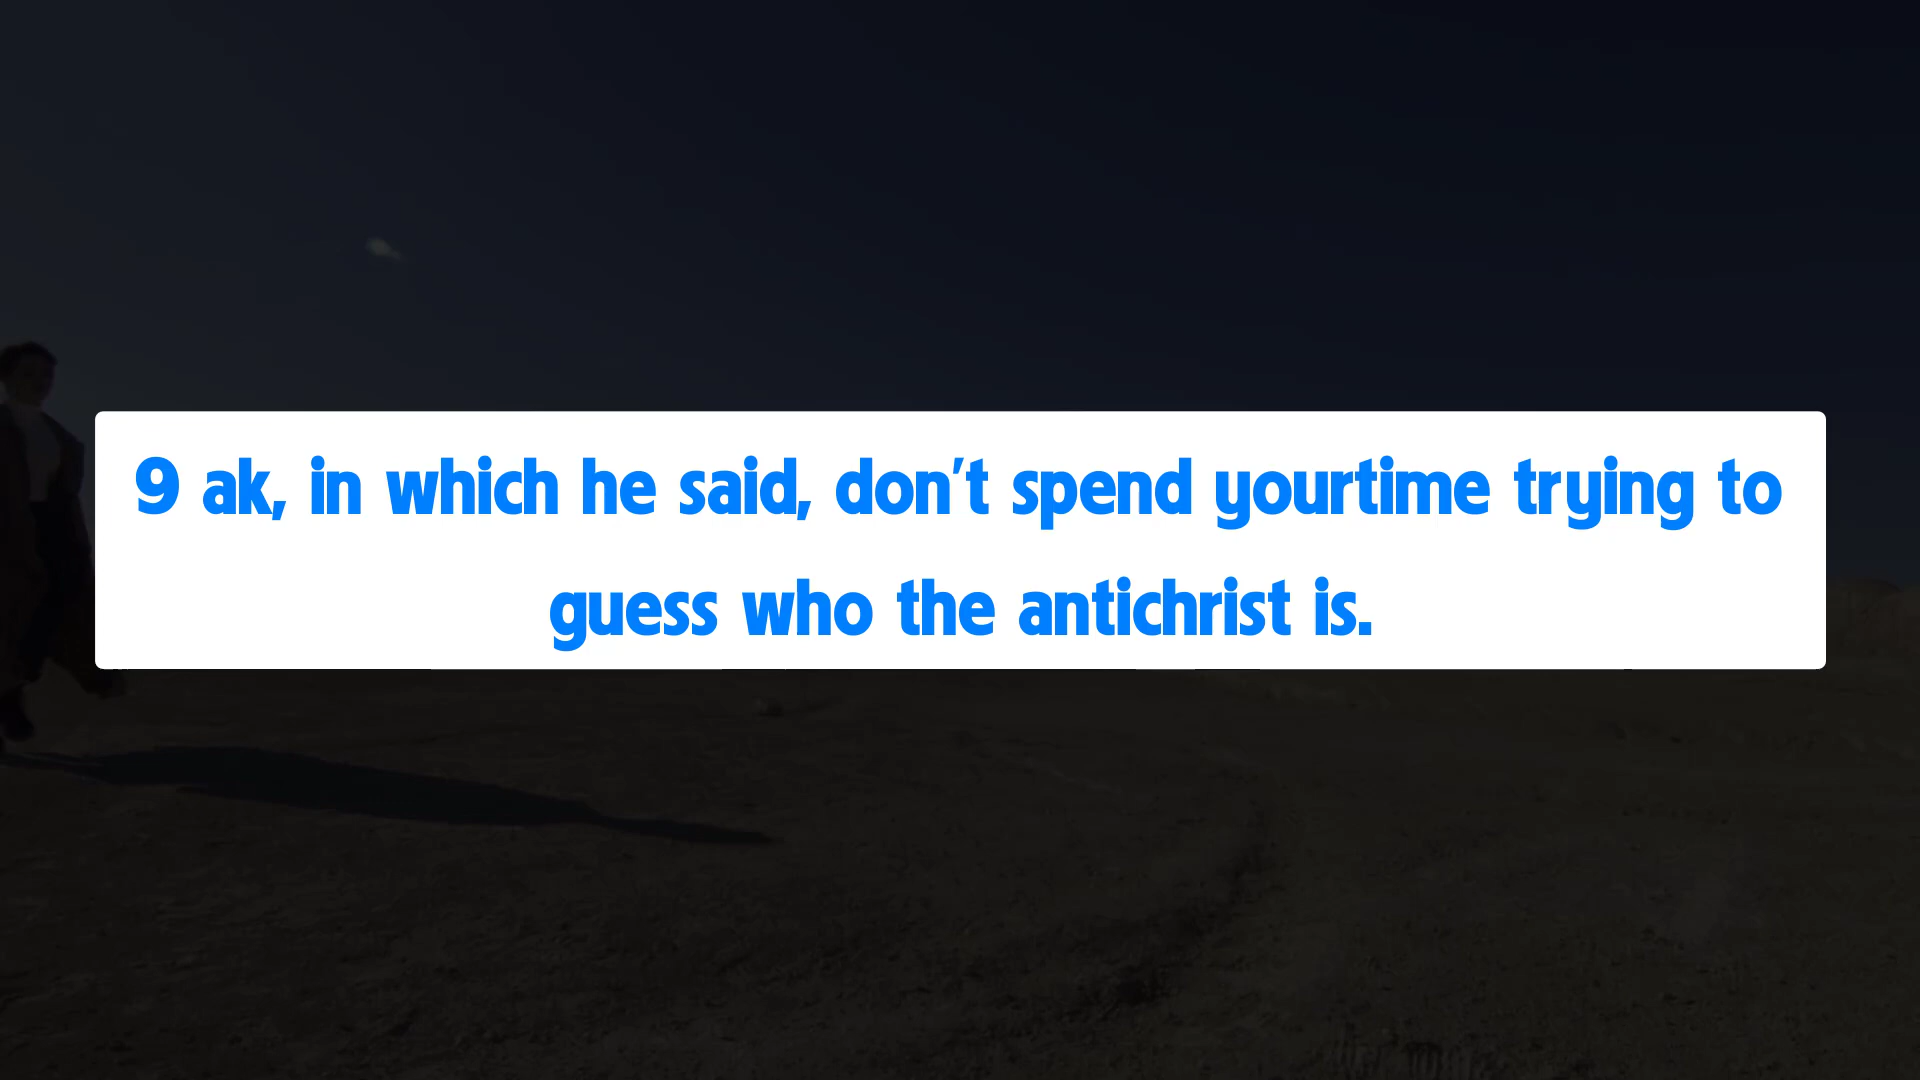 9 ak, in which he said, don't spend yourtime trying to
guess who the antichrist is.